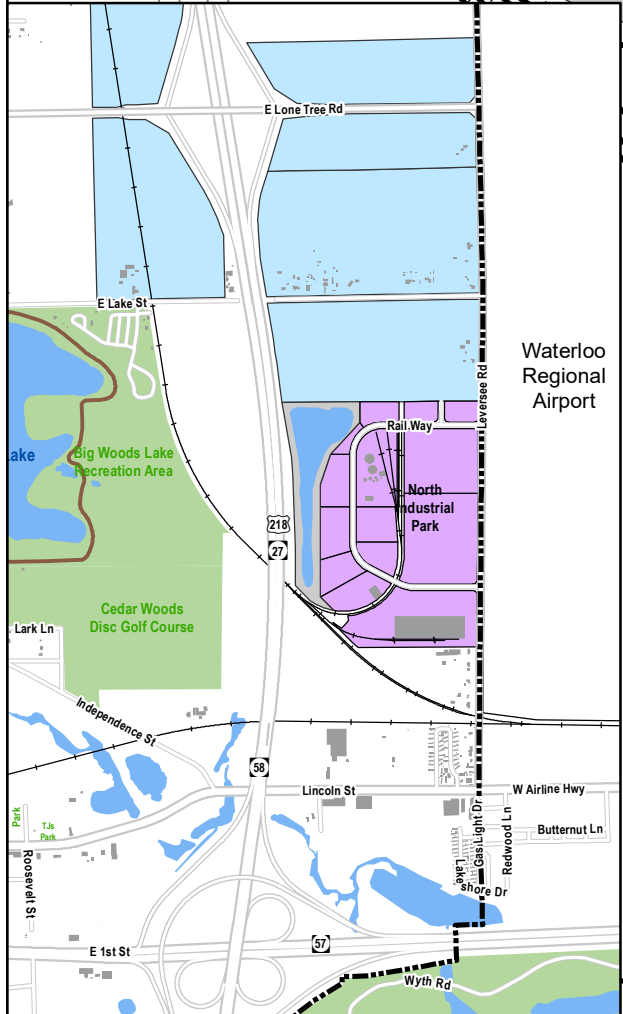 E Lone Tree Rd
E Lake St
Waterloo
Regional
Airport
Leversee Rd
Rail Way
Lake
Big Woods Lake
Recreation Area
North
Industrial
Park
218
27
Cedar Woods
Disc Golf Course
Lark Ln
Independence St
58
Lincoln St
W Airline Hwy
Gas Light Dr
Redwood Ln
Butternut Ln
Park
TJs
Park
Roosevelt St
Lake
shore Dr
E 1st St
57
Wyth Rd